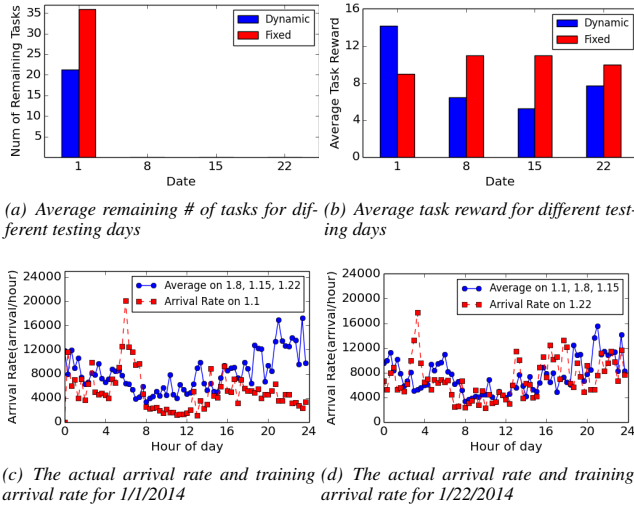 Num of Remaining Tasks
35
30
25
20
15
10
5
Dynamic
Fixed
1
8
15
22
Date
Average Task Reward
16
12
8
4
0
Dynamic
Fixed
1
8
15
22
Date
(a) Average remaining # of tasks for dif-
ferent testing days
(b) Average task reward for different test-
ing days
Arrival Rate(arrival/hour)
24000
20000
16000
12000
8000
4000
0
Average on 1.8, 1.15, 1.22
Arrival Rate on 1.1
0
4
8
12
16
20
24
Hour of day
Arrival Rate(arrival/hour)
24000
20000
16000
12000
8000
4000
0
Average on 1.1, 1.8, 1.15
Arrival Rate on 1.22
0
4
8
12
16
20
24
Hour of day
(c) The actual arrival rate and training
arrival rate for 1/1/2014
(d) The actual arrival rate and training
arrival rate for 1/22/2014